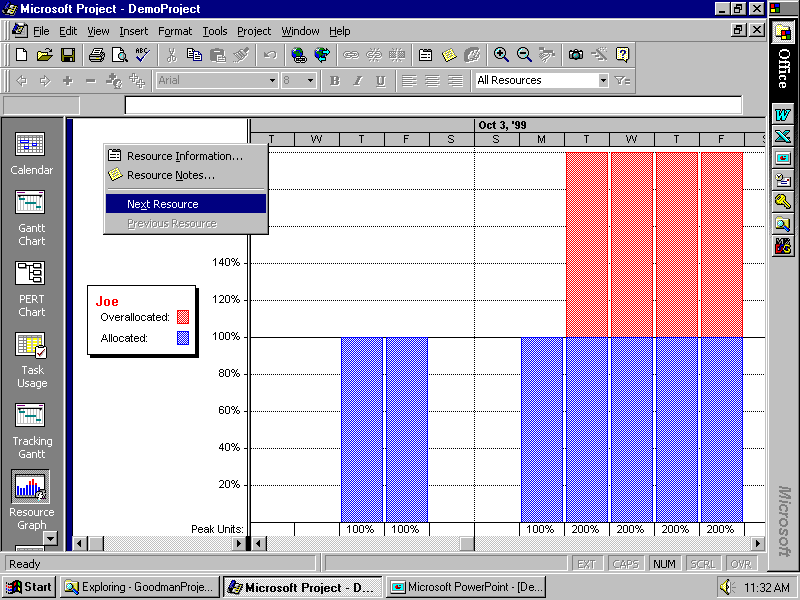 Microsoft Project - DemoProject
File Edit View Insert Format Tools Project Window Help
Arial 8 B I U All Resources
Office
Calendar
Gantt
Chart
PERT
Chart
Task
Usage
Tracking
Gantt
Resource
Graph
Resource Information...
Resource Notes...
Next Resource
Previous Resource
Joe
Overallocated:
Allocated:
Oct 3, '99
T W T F S S M T W T F S
140%
120%
100%
80%
60%
40%
20%
Peak Units: 100% 100% 100% 200% 200% 200% 200%
Microsoft
Ready EXT CAPS NUM SCRL OVR
Start Exploring - GoodmanProje... Microsoft Project - D... Microsoft PowerPoint - [De... 11:32 AM